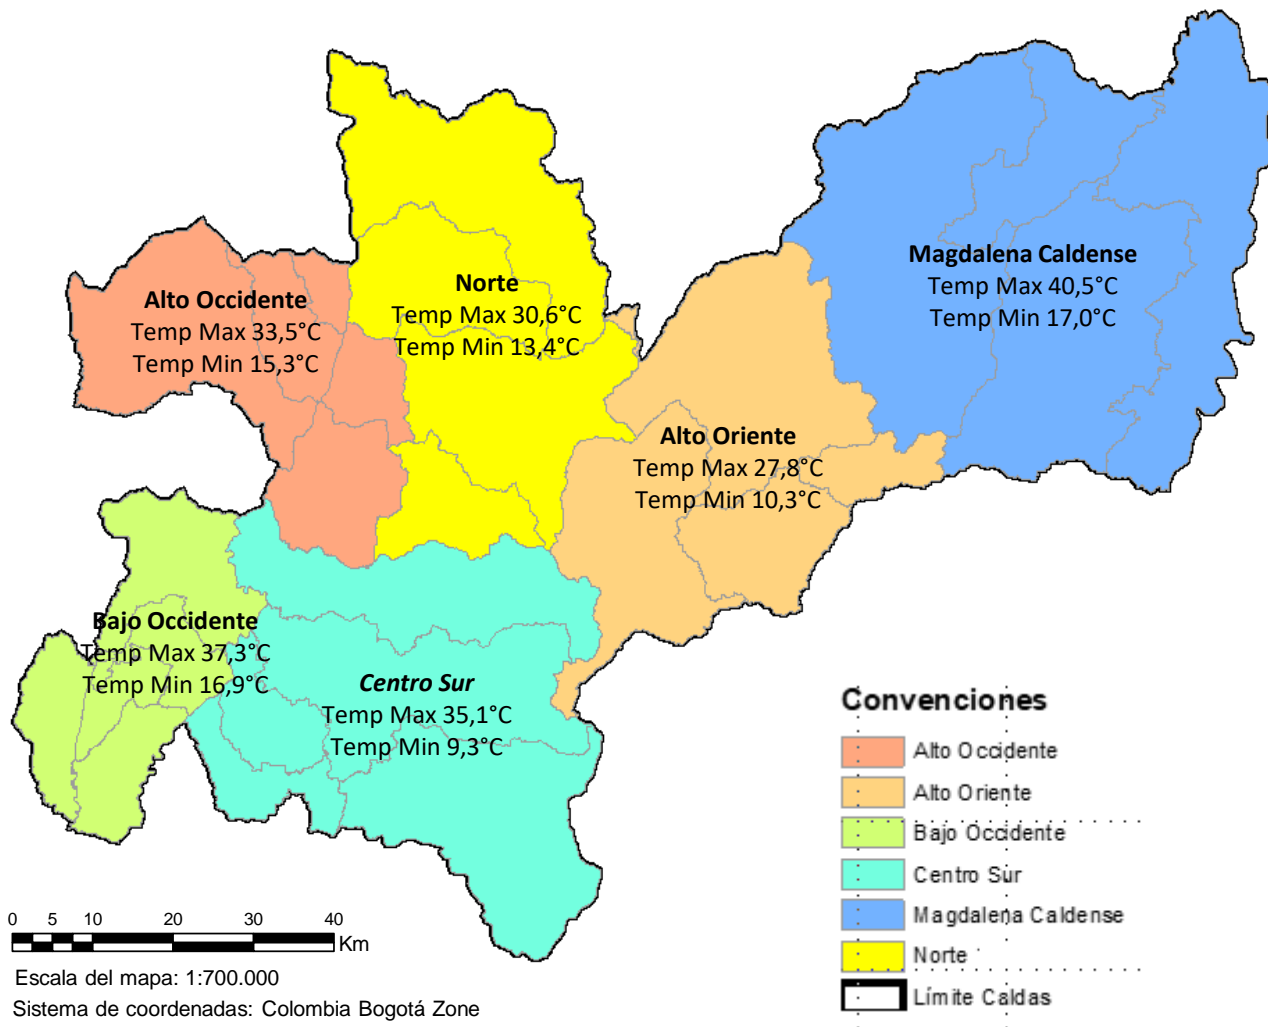 Magdalena Caldense
Temp Max 40,5°C
Temp Min 17,0°C
Norte
Temp Max 30,6°C
Temp Min 13,4°C
Alto Occidente
Temp Max 33,5°C
Temp Min 15,3°C
Alto Oriente
Temp Max 27,8°C
Temp Min 10,3°C
Bajo Occidente
Temp Max 37,3°C
Temp Min 16,9°C
Centro Sur
Temp Max 35,1°C
Temp Min 9,3°C
Convenciones
Alto Occidente
Alto Oriente
Bajo Occidente
Centro Sur
Magdalena Caldense
Norte
Límite Caldas
0 5 10 20 30 40
Km
Escala del mapa: 1:700.000
Sistema de coordenadas: Colombia Bogotá Zone